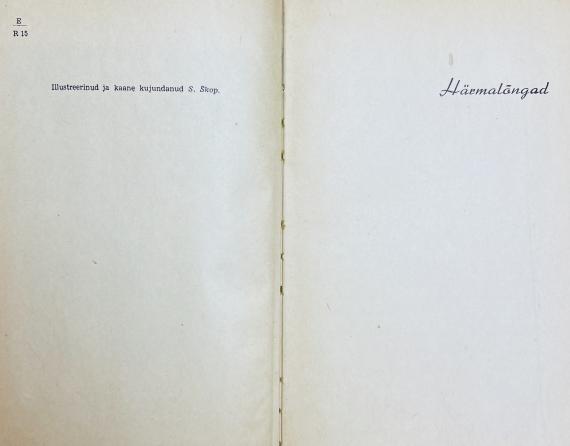 E
R 15
Illustreerinud ja kaane kujundanud S. Skop.
Härmalõngad